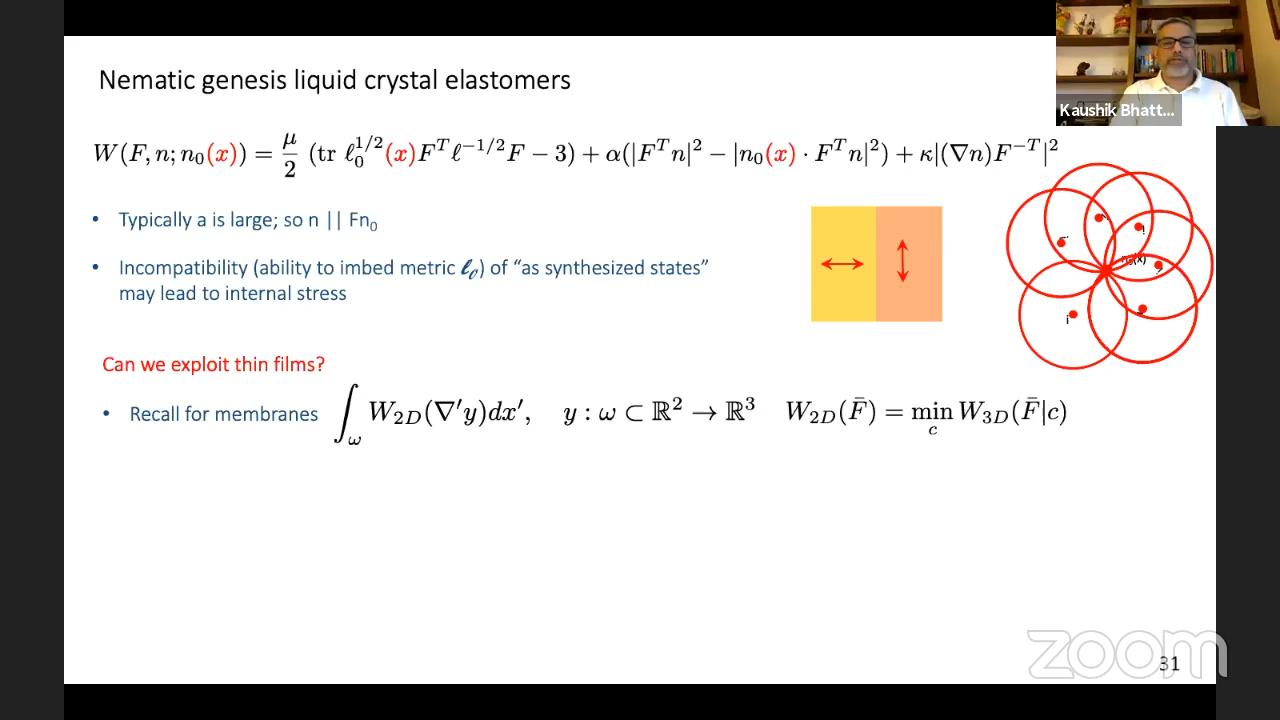 Kaushik Bhatt...
Nematic genesis liquid crystal elastomers
W(F, n; n₀(x)) = μ/2 (tr ℓ₀^{1/2}(x)F^T ℓ^{-1/2}F − 3) + α(|F^T n|² − |n₀(x) · F^T n|²) + κ|(∇n)F^{−T}|²
• Typically a is large; so n || Fn₀
• Incompatibility (ability to imbed metric ℓ₀) of “as synthesized states”
may lead to internal stress
n₀(x)
Can we exploit thin films?
• Recall for membranes ∫_ω W_{2D}(∇′y)dx′, y : ω ⊂ ℝ² → ℝ³ W_{2D}(F̄) = min_c W_{3D}(F̄|c)
zoom
31